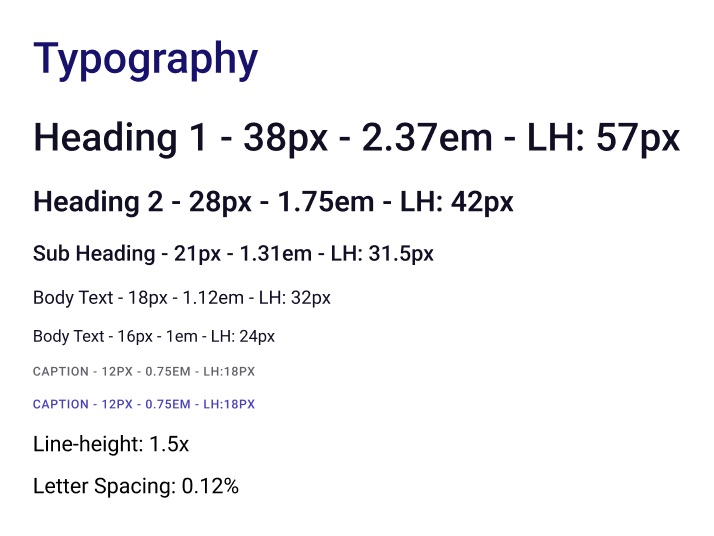 Typography
Heading 1 - 38px - 2.37em - LH: 57px
Heading 2 - 28px - 1.75em - LH: 42px
Sub Heading - 21px - 1.31em - LH: 31.5px
Body Text - 18px - 1.12em - LH: 32px
Body Text - 16px - 1em - LH: 24px
CAPTION - 12PX - 0.75EM - LH:18PX
CAPTION - 12PX - 0.75EM - LH:18PX
Line-height: 1.5x
Letter Spacing: 0.12%